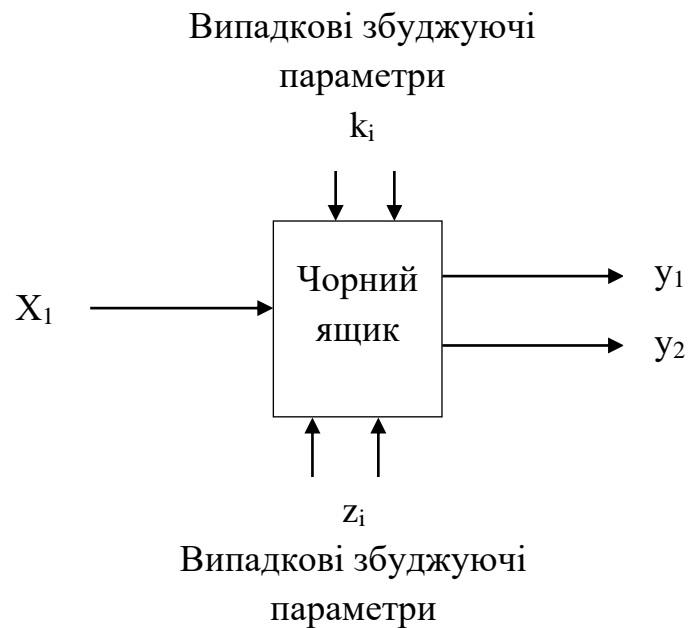 Випадкові збуджуючі
параметри
kᵢ
Чорний
ящик
X₁
y₁
y₂
zᵢ
Випадкові збуджуючі
параметри